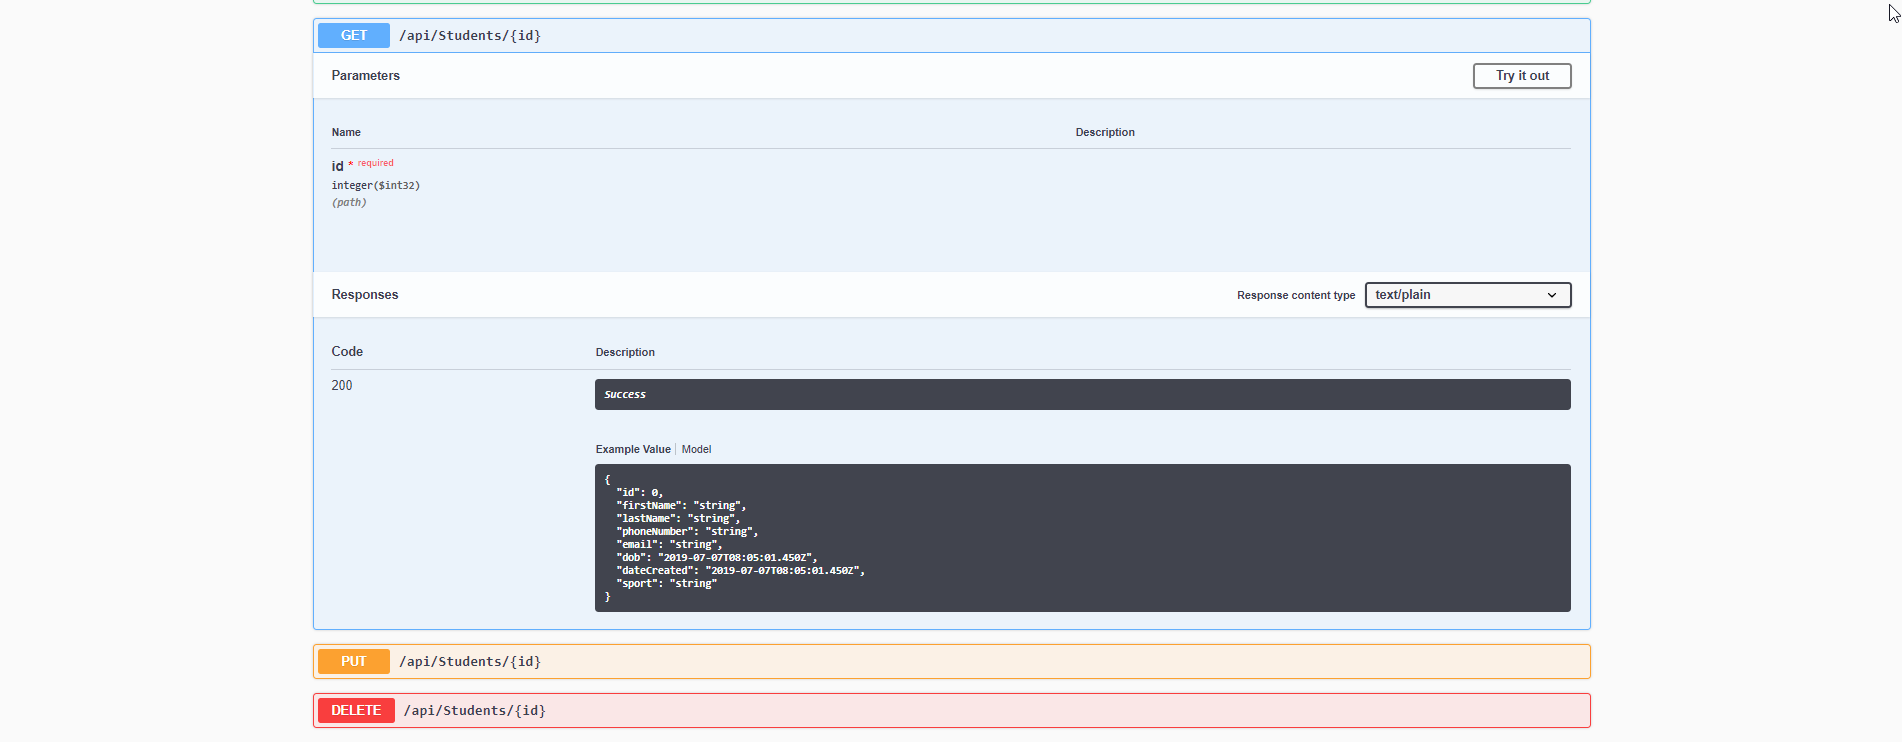 GET /api/Students/{id}
Parameters Try it out
Name Description
id * required
integer($int32)
(path)
Responses Response content type text/plain
Code Description
200 Success
Example Value Model
{
  "id": 0,
  "firstName": "string",
  "lastName": "string",
  "phoneNumber": "string",
  "email": "string",
  "dob": "2019-07-07T08:05:01.450Z",
  "dateCreated": "2019-07-07T08:05:01.450Z",
  "sport": "string"
}
PUT /api/Students/{id}
DELETE /api/Students/{id}